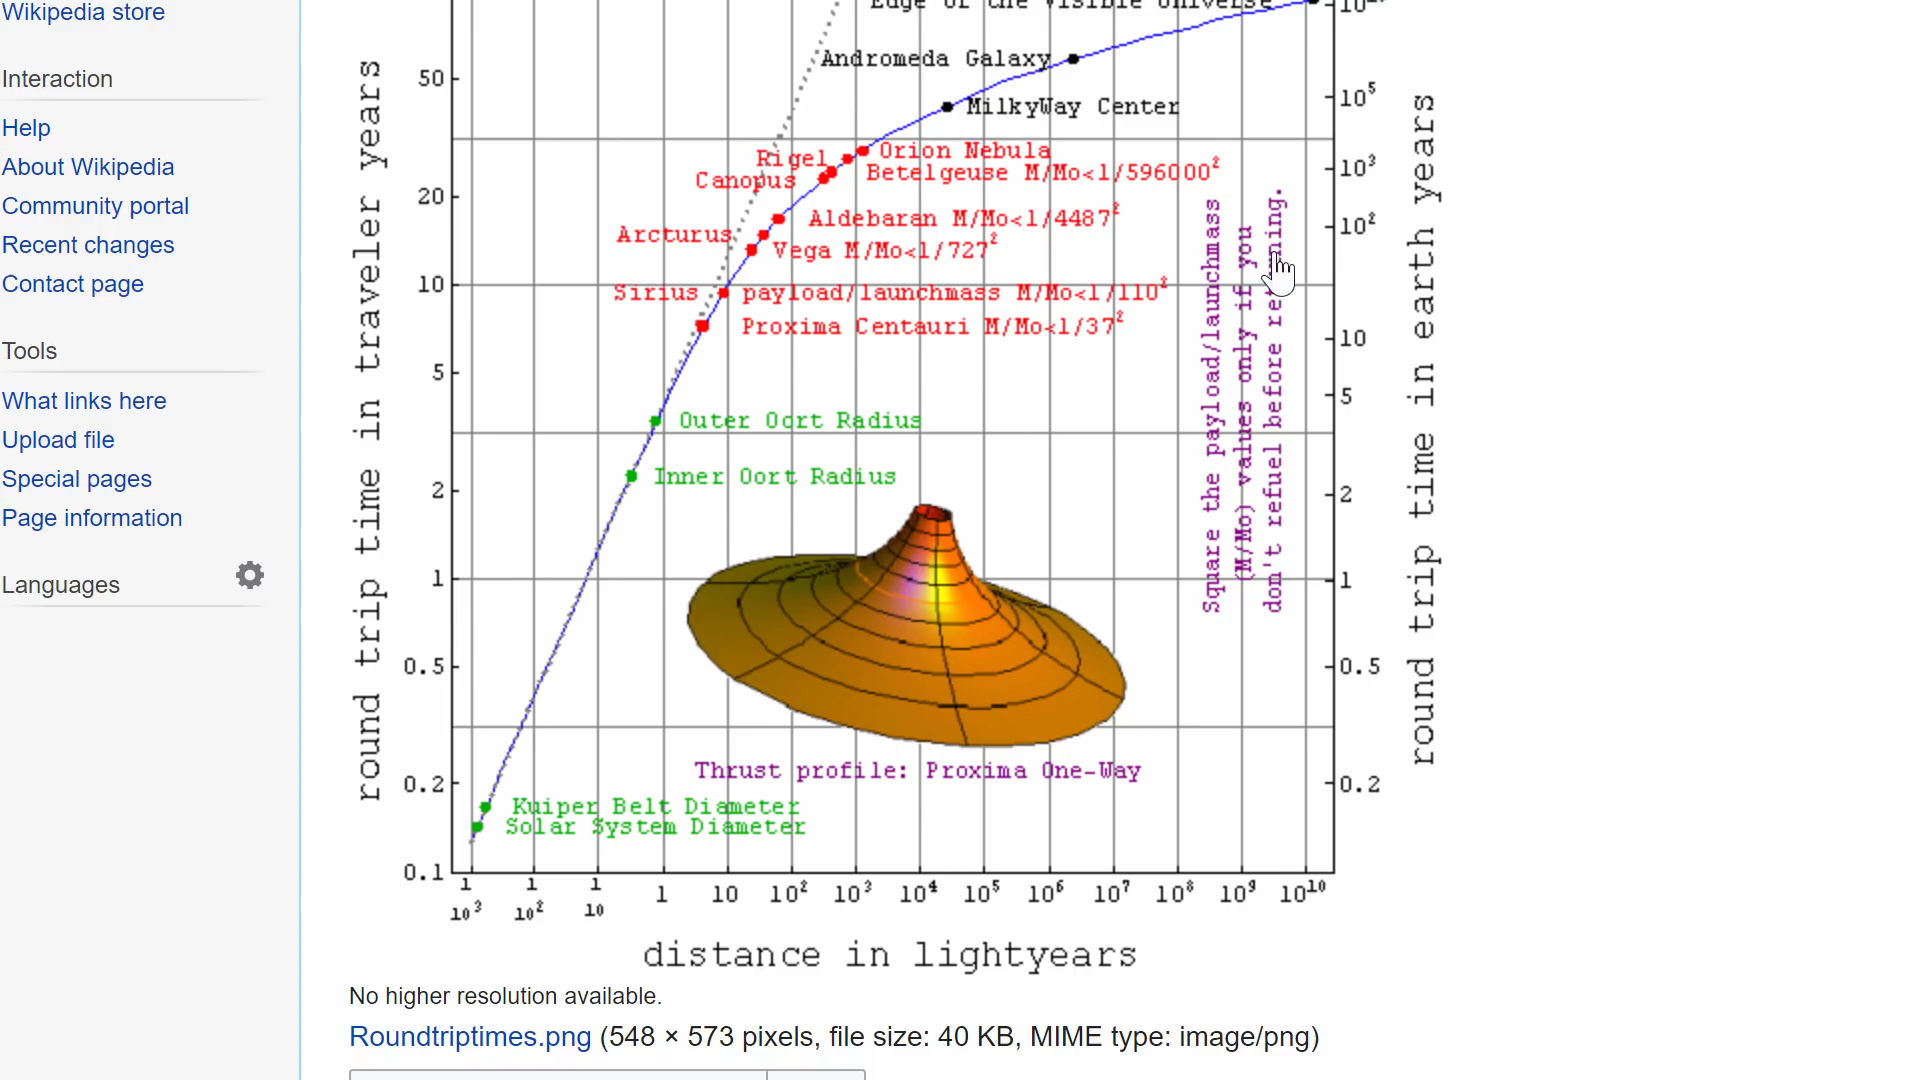 Wikipedia store
Interaction
Help
About Wikipedia
Community portal
Recent changes
Contact page
Tools
What links here
Upload file
Special pages
Page information
Languages
round trip time in traveler years
50
20
10
5
2
1
0.5
0.2
0.1
Edge of the Visible Universe
Andromeda Galaxy
MilkyWay Center
Orion Nebula
Rigel
Betelgeuse M/Mo<1/596000²
Canopus
Aldebaran M/Mo<1/4487²
Arcturus
Vega M/Mo<1/727²
Sirius payload/launchmass M/Mo<1/110²
Proxima Centauri M/Mo<1/37²
Outer Oort Radius
Inner Oort Radius
Thrust profile: Proxima One-Way
Kuiper Belt Diameter
Solar System Diameter
Square the payload/launchmass
(M/Mo) values only if you
don't refuel before
10⁵
10³
10²
10
5
2
1
0.5
0.2
round trip time in earth years
1/10³ 1/10² 1/10 1 10 10² 10³ 10⁴ 10⁵ 10⁶ 10⁷ 10⁸ 10⁹ 10¹⁰
distance in lightyears
No higher resolution available.
Roundtriptimes.png (548 × 573 pixels, file size: 40 KB, MIME type: image/png)